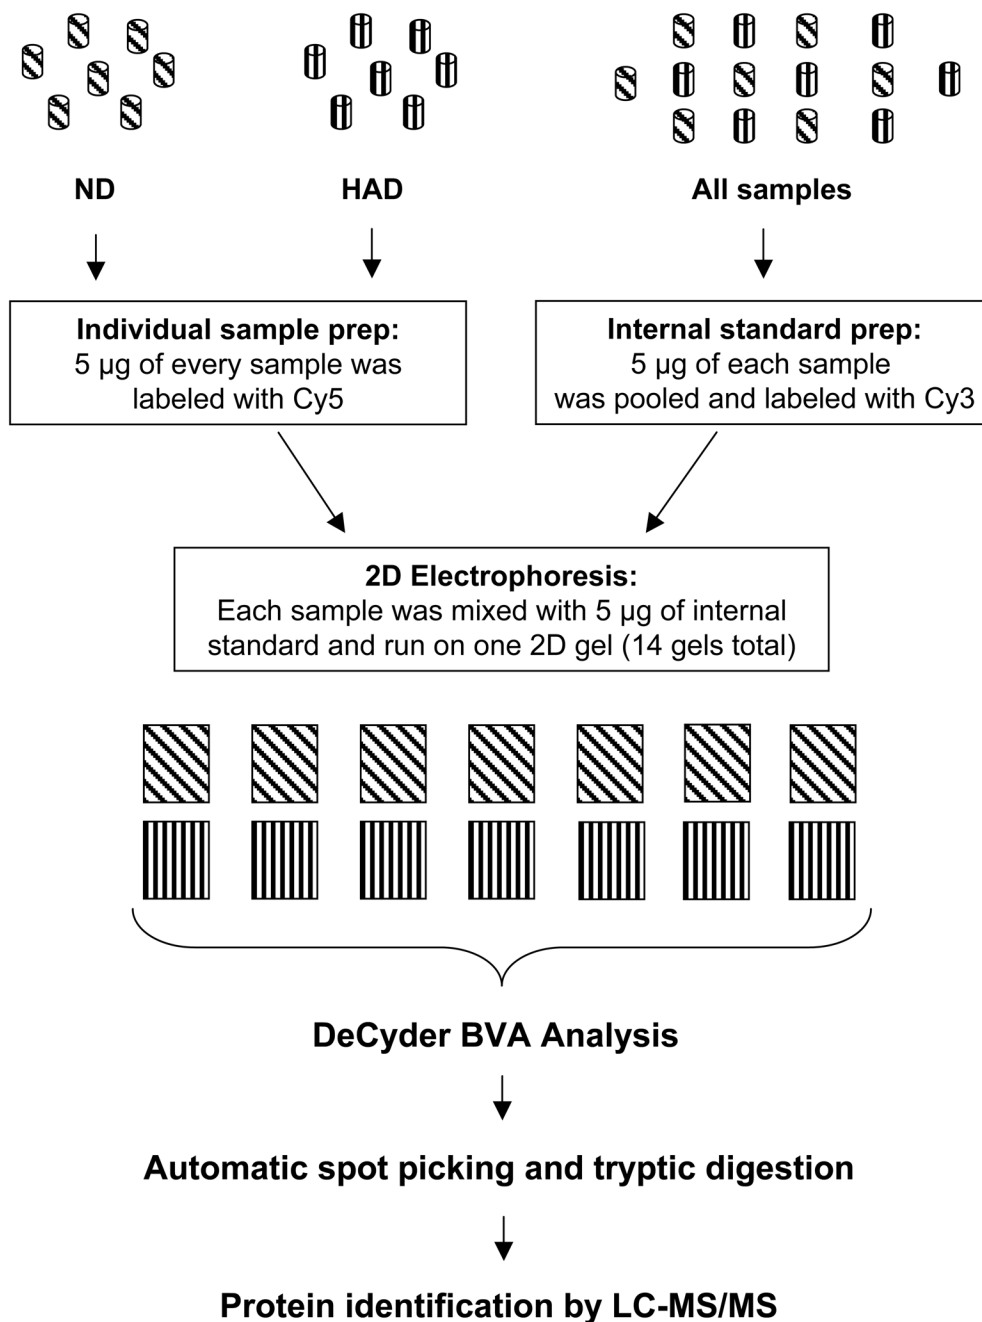 ND
HAD
All samples
Individual sample prep:
5 µg of every sample was
labeled with Cy5
Internal standard prep:
5 µg of each sample
was pooled and labeled with Cy3
2D Electrophoresis:
Each sample was mixed with 5 µg of internal
standard and run on one 2D gel (14 gels total)
DeCyder BVA Analysis
Automatic spot picking and tryptic digestion
Protein identification by LC-MS/MS